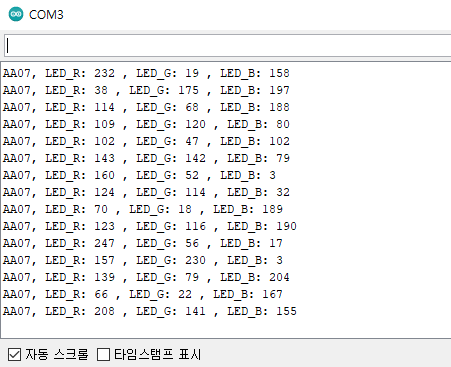 COM3
AA07, LED_R: 232 , LED_G: 19 , LED_B: 158
AA07, LED_R: 38 , LED_G: 175 , LED_B: 197
AA07, LED_R: 114 , LED_G: 68 , LED_B: 188
AA07, LED_R: 109 , LED_G: 120 , LED_B: 80
AA07, LED_R: 102 , LED_G: 47 , LED_B: 102
AA07, LED_R: 143 , LED_G: 142 , LED_B: 79
AA07, LED_R: 160 , LED_G: 52 , LED_B: 3
AA07, LED_R: 124 , LED_G: 114 , LED_B: 32
AA07, LED_R: 70 , LED_G: 18 , LED_B: 189
AA07, LED_R: 123 , LED_G: 116 , LED_B: 190
AA07, LED_R: 247 , LED_G: 56 , LED_B: 17
AA07, LED_R: 157 , LED_G: 230 , LED_B: 3
AA07, LED_R: 139 , LED_G: 79 , LED_B: 204
AA07, LED_R: 66 , LED_G: 22 , LED_B: 167
AA07, LED_R: 208 , LED_G: 141 , LED_B: 155
자동 스크롤 타임스탬프 표시